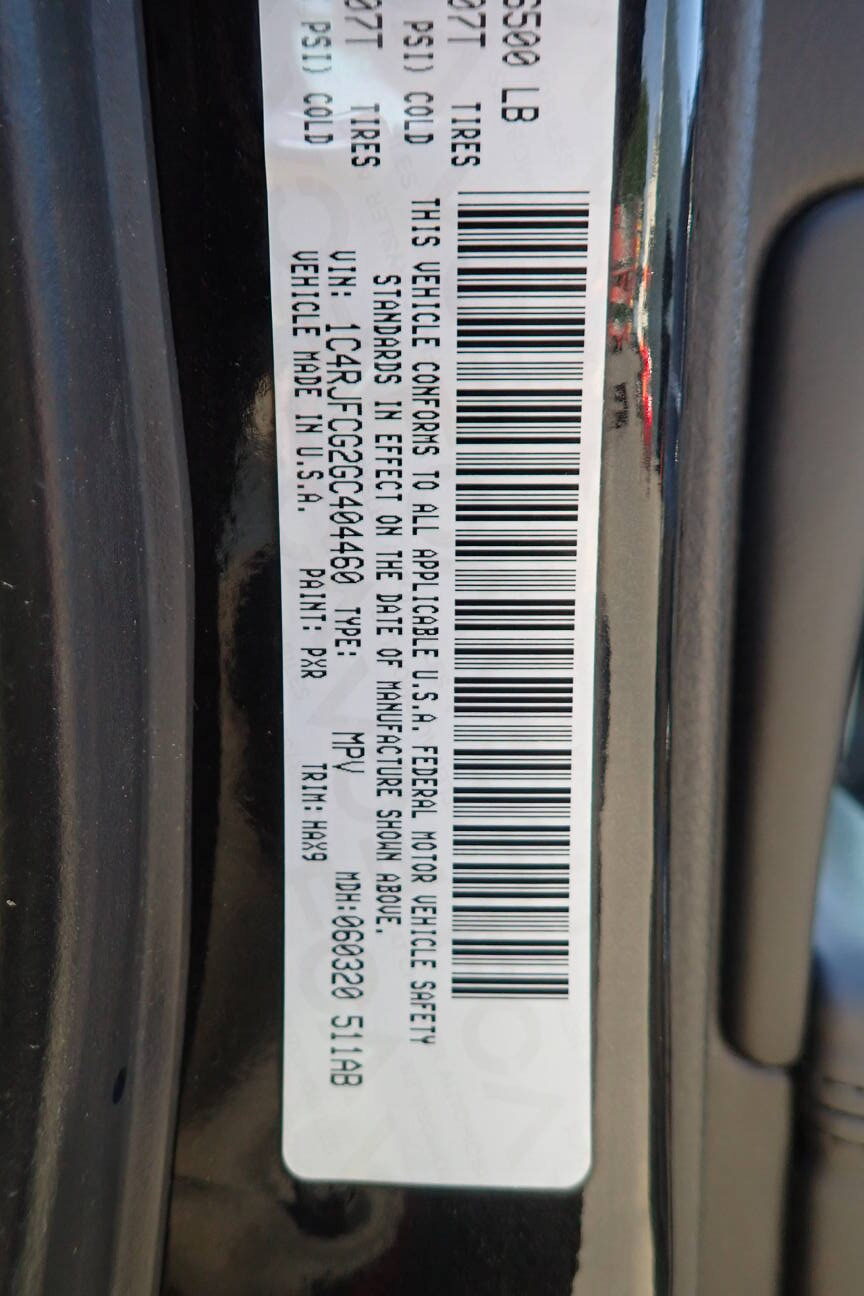 6500 LB
07T TIRES
PSI) COLD
07T TIRES
PSI) COLD
THIS VEHICLE CONFORMS TO ALL APPLICABLE U.S.A. FEDERAL MOTOR VEHICLE SAFETY
STANDARDS IN EFFECT ON THE DATE OF MANUFACTURE SHOWN ABOVE.
VIN: 1C4RJFCG2GC404460 TYPE: MPV MDH:060320 511AB
VEHICLE MADE IN U.S.A. PAINT: PXR TRIM: HAX9